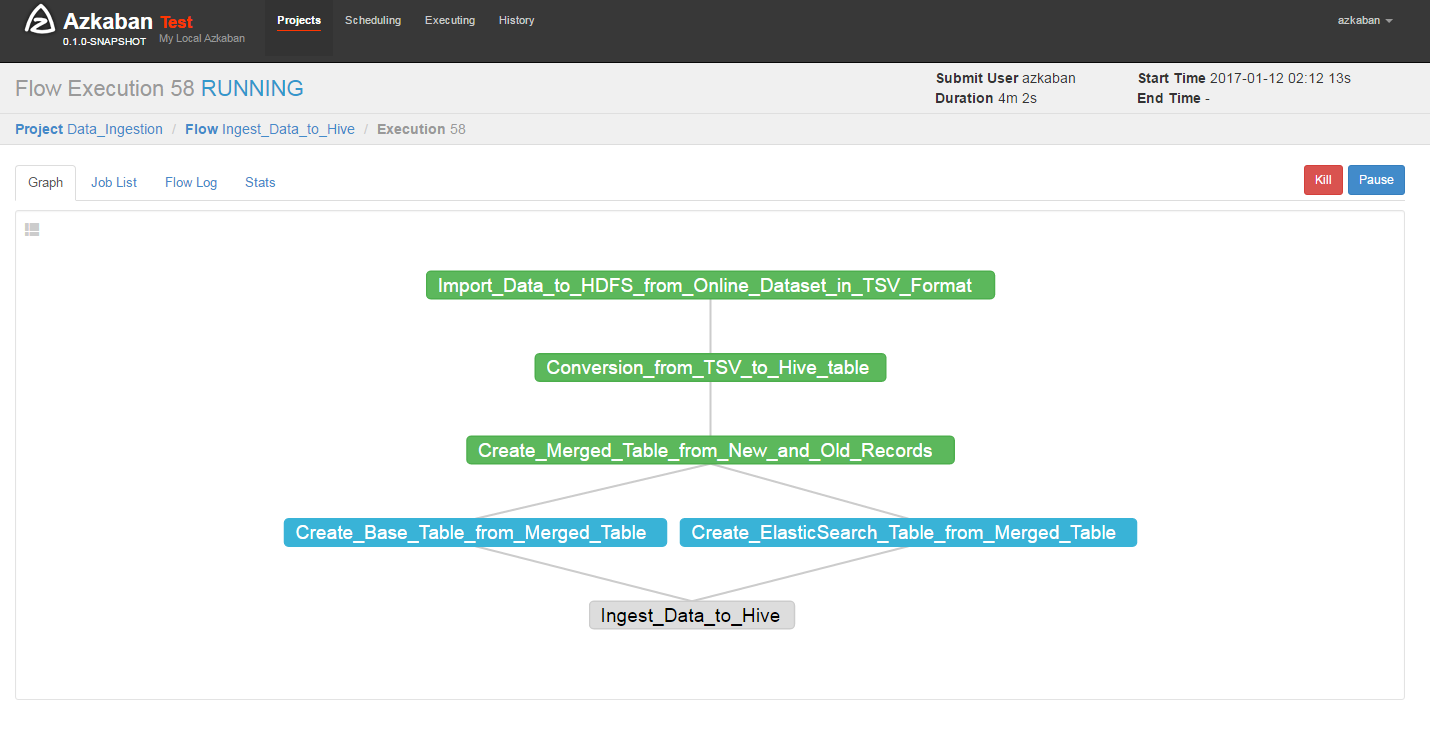 Azkaban Test
0.1.0-SNAPSHOT My Local Azkaban
Projects Scheduling Executing History
azkaban
Flow Execution 58 RUNNING
Submit User azkaban
Duration 4m 2s
Start Time 2017-01-12 02:12 13s
End Time -
Project Data_Ingestion / Flow Ingest_Data_to_Hive / Execution 58
Graph Job List Flow Log Stats
Kill Pause
Import_Data_to_HDFS_from_Online_Dataset_in_TSV_Format
Conversion_from_TSV_to_Hive_table
Create_Merged_Table_from_New_and_Old_Records
Create_Base_Table_from_Merged_Table Create_ElasticSearch_Table_from_Merged_Table
Ingest_Data_to_Hive